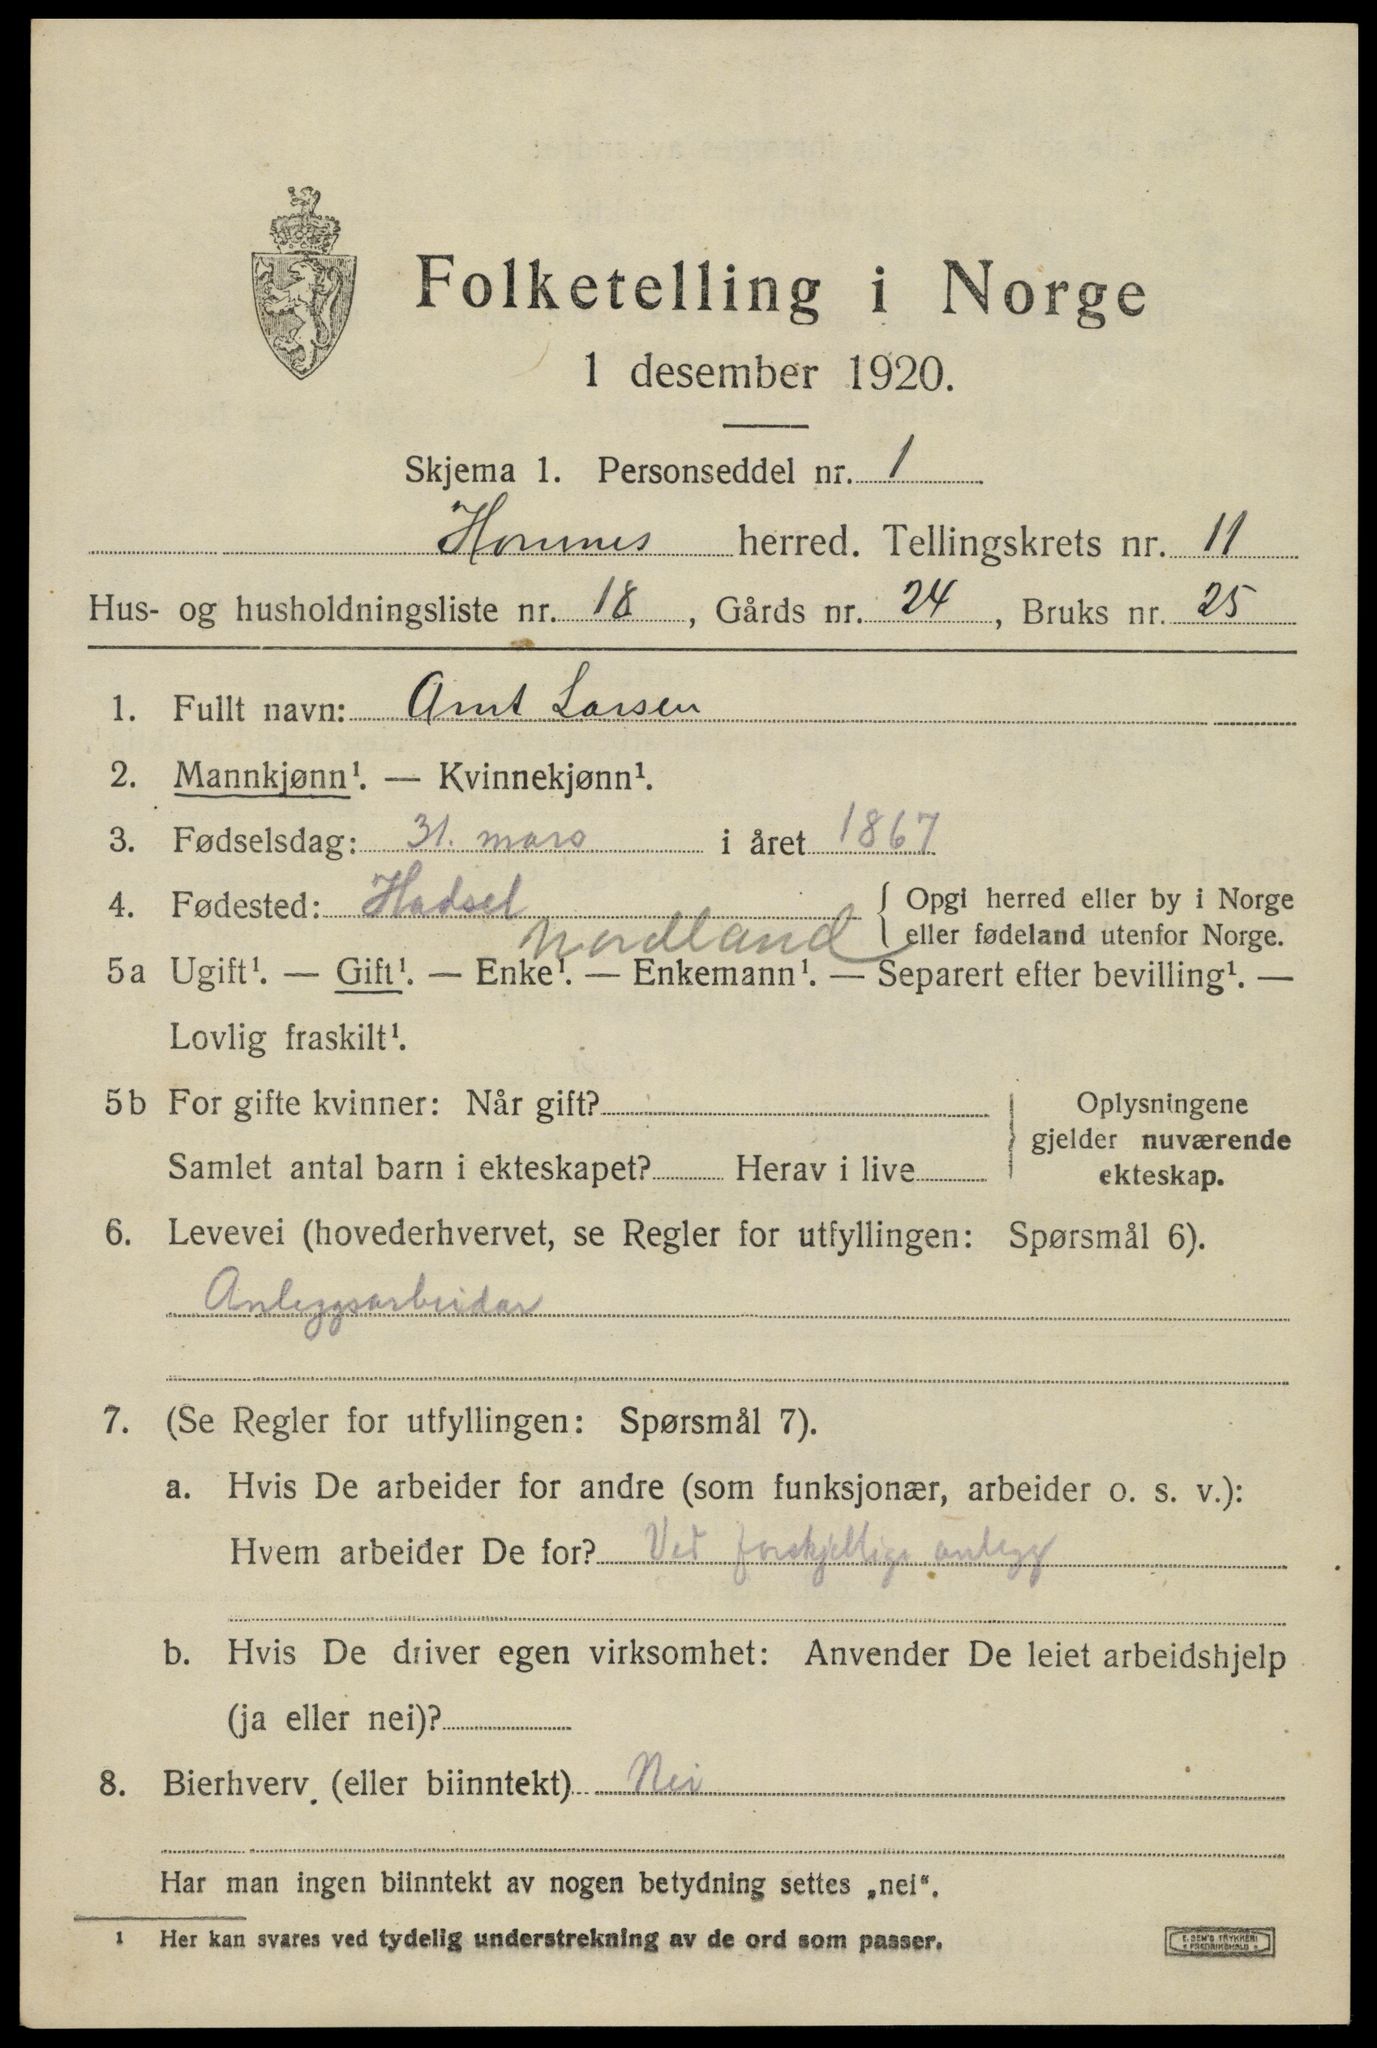 Folketelling i Norge
1 desember 1920.
Skjema 1. Personseddel nr. 1
Hommes herred. Tellingskrets nr. 11
Hus- og husholdningsliste nr. 18, Gårds nr. 24, Bruks nr. 25
1. Fullt navn: Arnt Larsen
2. Mannkjønn¹. — Kvinnekjønn¹.
3. Fødselsdag: 31. mars i året 1867
4. Fødested: Hadsel { Opgi herred eller by i Norge
Nordland eller fødeland utenfor Norge.
5a Ugift¹. — Gift¹. — Enke¹. — Enkemann¹. — Separert efter bevilling¹. —
Lovlig fraskilt¹.
5b For gifte kvinner: Når gift? Oplysningene
gjelder nuværende
Samlet antal barn i ekteskapet? Herav i live ekteskap.
6. Levevei (hovederhvervet, se Regler for utfyllingen: Spørsmål 6).
Anleggsarbeidar
7. (Se Regler for utfyllingen: Spørsmål 7).
a. Hvis De arbeider for andre (som funksjonær, arbeider o. s. v.):
Hvem arbeider De for? Ved forskjellige anlegg
b. Hvis De driver egen virksomhet: Anvender De leiet arbeidshjelp
(ja eller nei)?
8. Bierhverv (eller biinntekt) Nei
Har man ingen biinntekt av nogen betydning settes „nei“.
1 Her kan svares ved tydelig understrekning av de ord som passer.
E. SEM'S TRYKKERI
FREDRIKSHALD